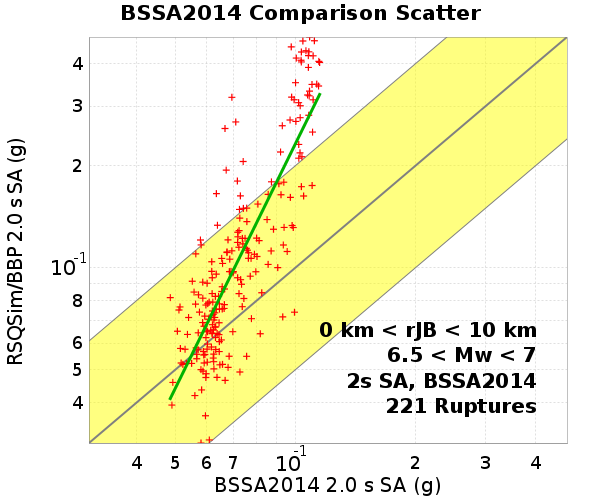 BSSA2014 Comparison Scatter
RSQSim/BBP 2.0 s SA (g)
4
3
2
10-1
8
6
5
4
0 km < rJB < 10 km
6.5 < Mw < 7
2s SA, BSSA2014
221 Ruptures
4 5 6 7 10-1 2 3 4
BSSA2014 2.0 s SA (g)